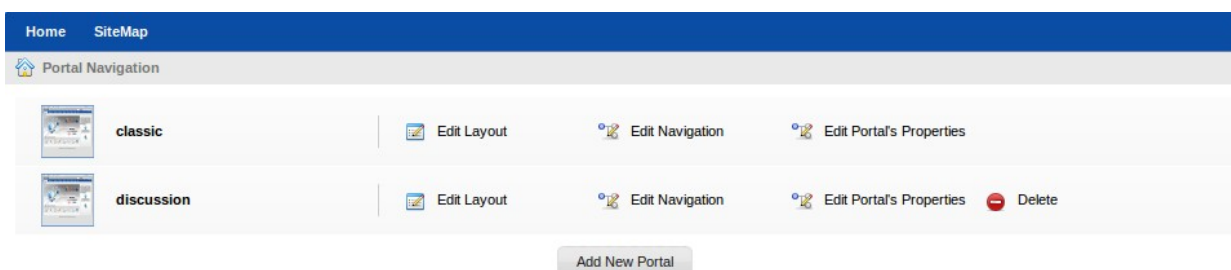 Home SiteMap
Portal Navigation
classic Edit Layout Edit Navigation Edit Portal's Properties
discussion Edit Layout Edit Navigation Edit Portal's Properties Delete
Add New Portal